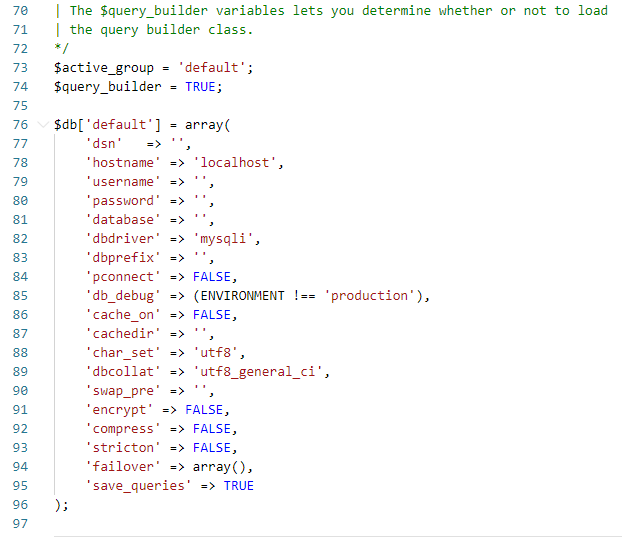 70 | The $query_builder variables lets you determine whether or not to load
71 | the query builder class.
72 */
73 $active_group = 'default';
74 $query_builder = TRUE;
75
76 $db['default'] = array(
77     'dsn'   => '',
78     'hostname' => 'localhost',
79     'username' => '',
80     'password' => '',
81     'database' => '',
82     'dbdriver' => 'mysqli',
83     'dbprefix' => '',
84     'pconnect' => FALSE,
85     'db_debug' => (ENVIRONMENT !== 'production'),
86     'cache_on' => FALSE,
87     'cachedir' => '',
88     'char_set' => 'utf8',
89     'dbcollat' => 'utf8_general_ci',
90     'swap_pre' => '',
91     'encrypt' => FALSE,
92     'compress' => FALSE,
93     'stricton' => FALSE,
94     'failover' => array(),
95     'save_queries' => TRUE
96 );
97